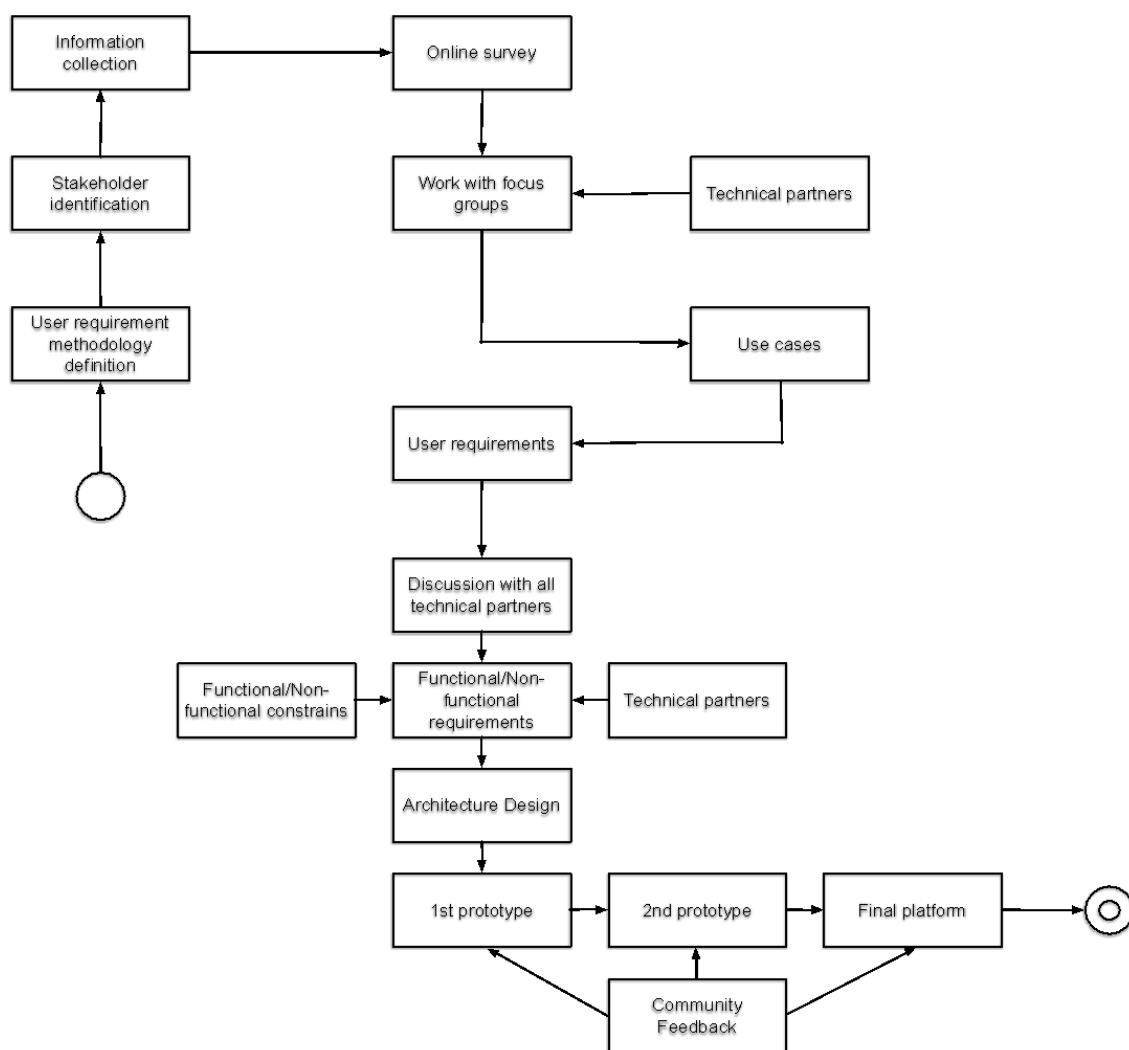 Information
collection
Online survey
Stakeholder
identification
Work with focus
groups
Technical partners
User requirement
methodology
definition
Use cases
User requirements
Discussion with all
technical partners
Functional/Non-
functional constrains
Functional/Non-
functional
requirements
Technical partners
Architecture Design
1st prototype
2nd prototype
Final platform
Community
Feedback